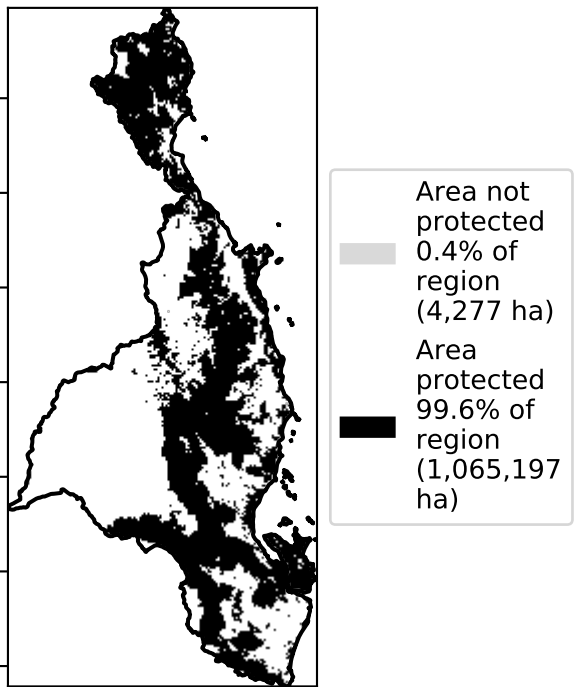 Area not
protected
0.4% of
region
(4,277 ha)
Area
protected
99.6% of
region
(1,065,197
ha)